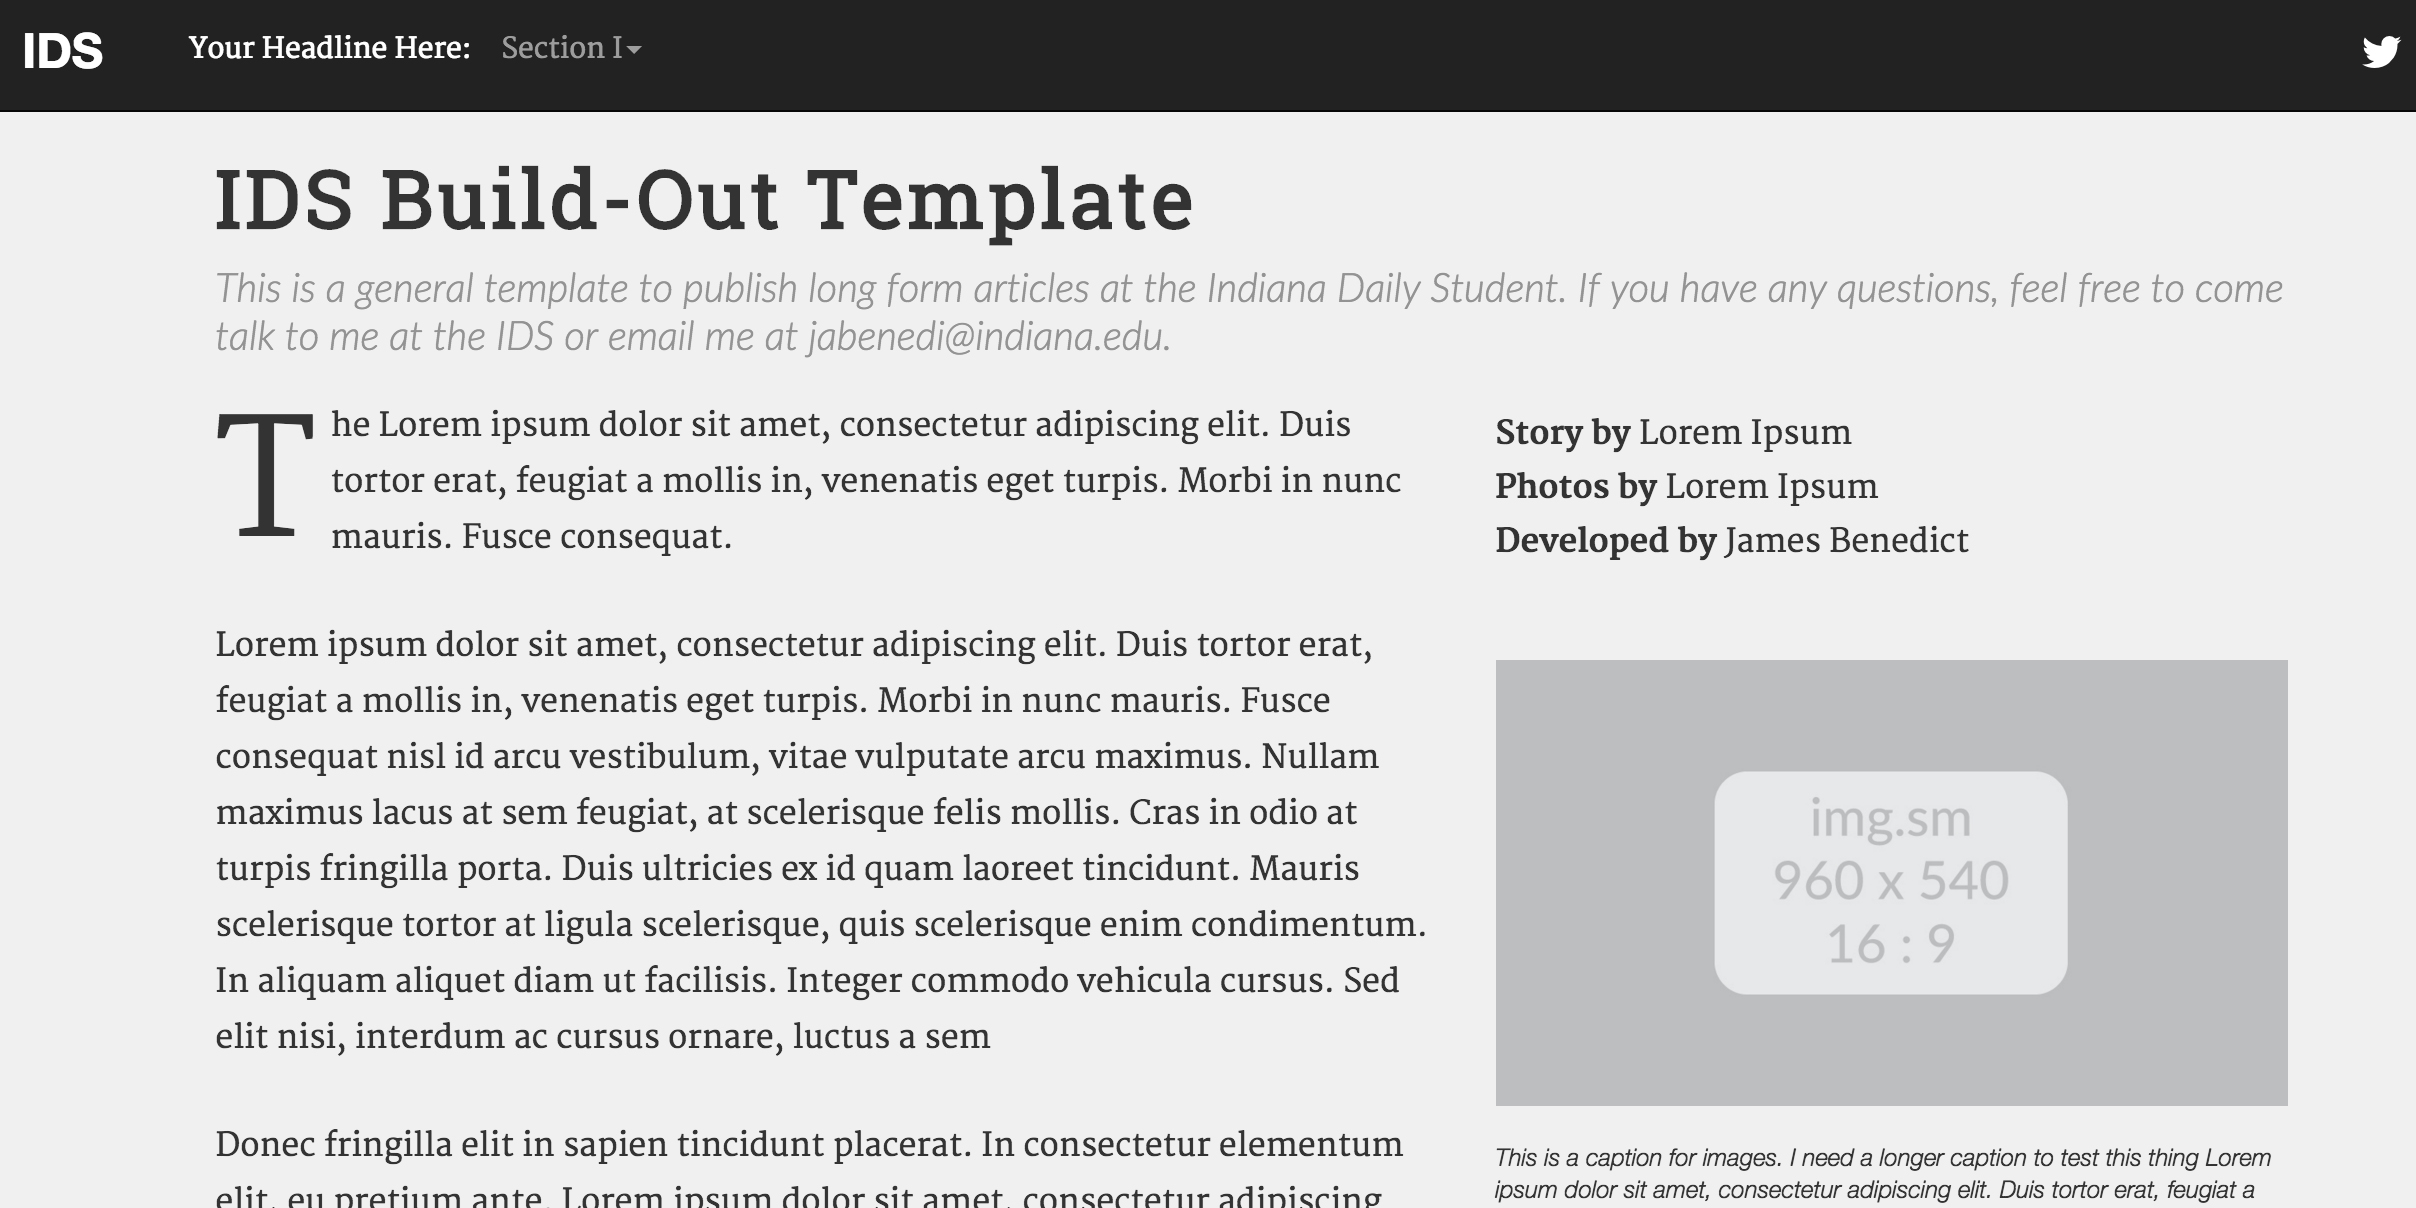 IDS
Your Headline Here: Section I
IDS Build-Out Template
This is a general template to publish long form articles at the Indiana Daily Student. If you have any questions, feel free to come
talk to me at the IDS or email me at jabenedi@indiana.edu.
The Lorem ipsum dolor sit amet, consectetur adipiscing elit. Duis
tortor erat, feugiat a mollis in, venenatis eget turpis. Morbi in nunc
mauris. Fusce consequat.
Lorem ipsum dolor sit amet, consectetur adipiscing elit. Duis tortor erat,
feugiat a mollis in, venenatis eget turpis. Morbi in nunc mauris. Fusce
consequat nisl id arcu vestibulum, vitae vulputate arcu maximus. Nullam
maximus lacus at sem feugiat, at scelerisque felis mollis. Cras in odio at
turpis fringilla porta. Duis ultricies ex id quam laoreet tincidunt. Mauris
scelerisque tortor at ligula scelerisque, quis scelerisque enim condimentum.
In aliquam aliquet diam ut facilisis. Integer commodo vehicula cursus. Sed
elit nisi, interdum ac cursus ornare, luctus a sem
Donec fringilla elit in sapien tincidunt placerat. In consectetur elementum
elit, eu pretium ante. Lorem ipsum dolor sit amet, consectetur adipiscing
Story by Lorem Ipsum
Photos by Lorem Ipsum
Developed by James Benedict
img.sm
960 x 540
16 : 9
This is a caption for images. I need a longer caption to test this thing Lorem
ipsum dolor sit amet, consectetur adipiscing elit. Duis tortor erat, feugiat a